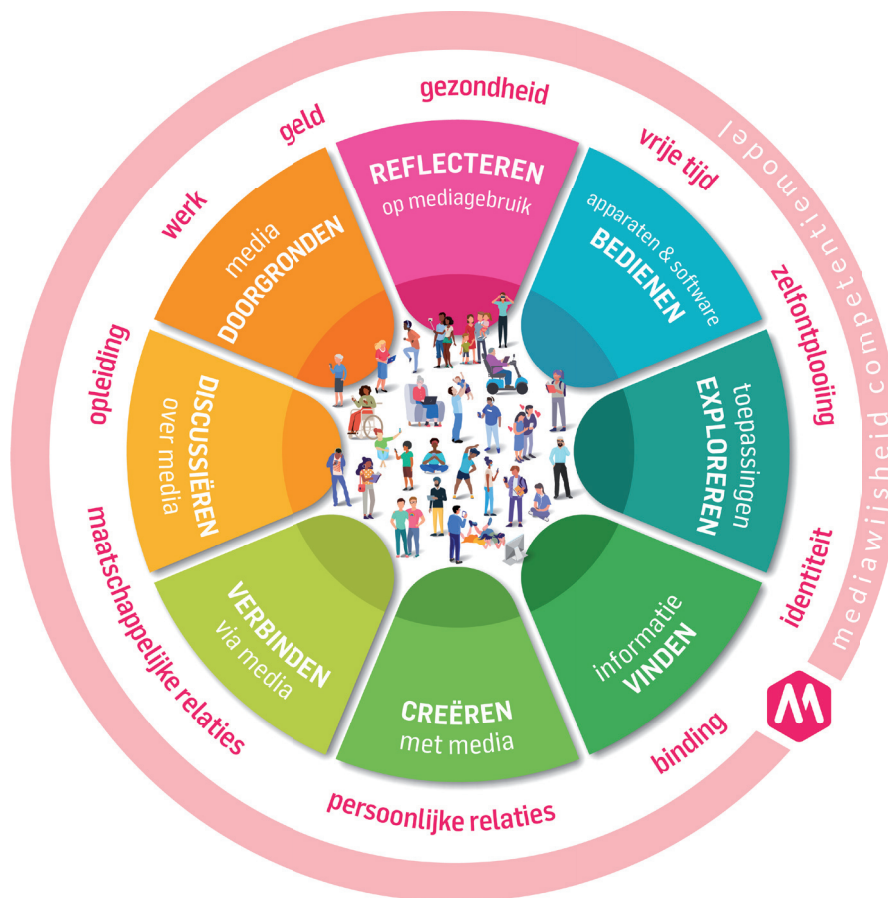 gezondheid
vrije tijd
zelfontplooiing
identiteit
binding
persoonlijke relaties
maatschappelijke relaties
opleiding
werk
geld
REFLECTEREN
op mediagebruik
apparaten & software
BEDIENEN
toepassingen
EXPLOREREN
informatie
VINDEN
CREËREN
met media
VERBINDEN
via media
DISCUSSIËREN
over media
media
DOORGRONDEN
mediawijsheid competentiemodel